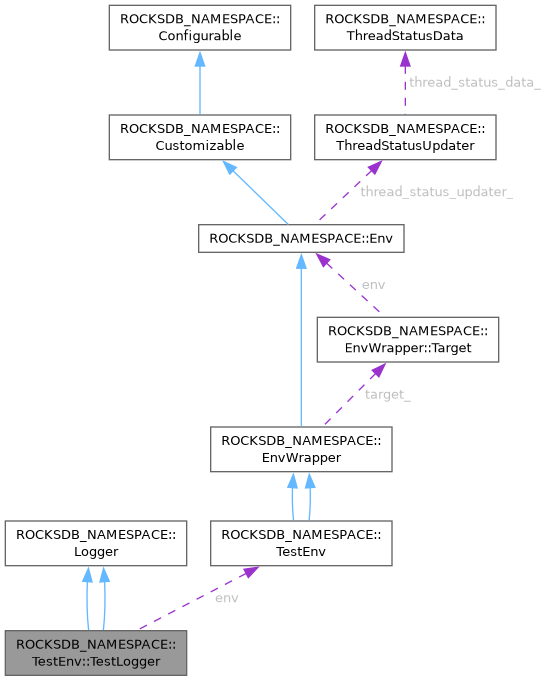 ROCKSDB_NAMESPACE::
Configurable
ROCKSDB_NAMESPACE::
ThreadStatusData
thread_status_data_
ROCKSDB_NAMESPACE::
Customizable
ROCKSDB_NAMESPACE::
ThreadStatusUpdater
thread_status_updater_
ROCKSDB_NAMESPACE::Env
env
ROCKSDB_NAMESPACE::
EnvWrapper::Target
target_
ROCKSDB_NAMESPACE::
EnvWrapper
ROCKSDB_NAMESPACE::
Logger
ROCKSDB_NAMESPACE::
TestEnv
env
ROCKSDB_NAMESPACE::
TestEnv::TestLogger